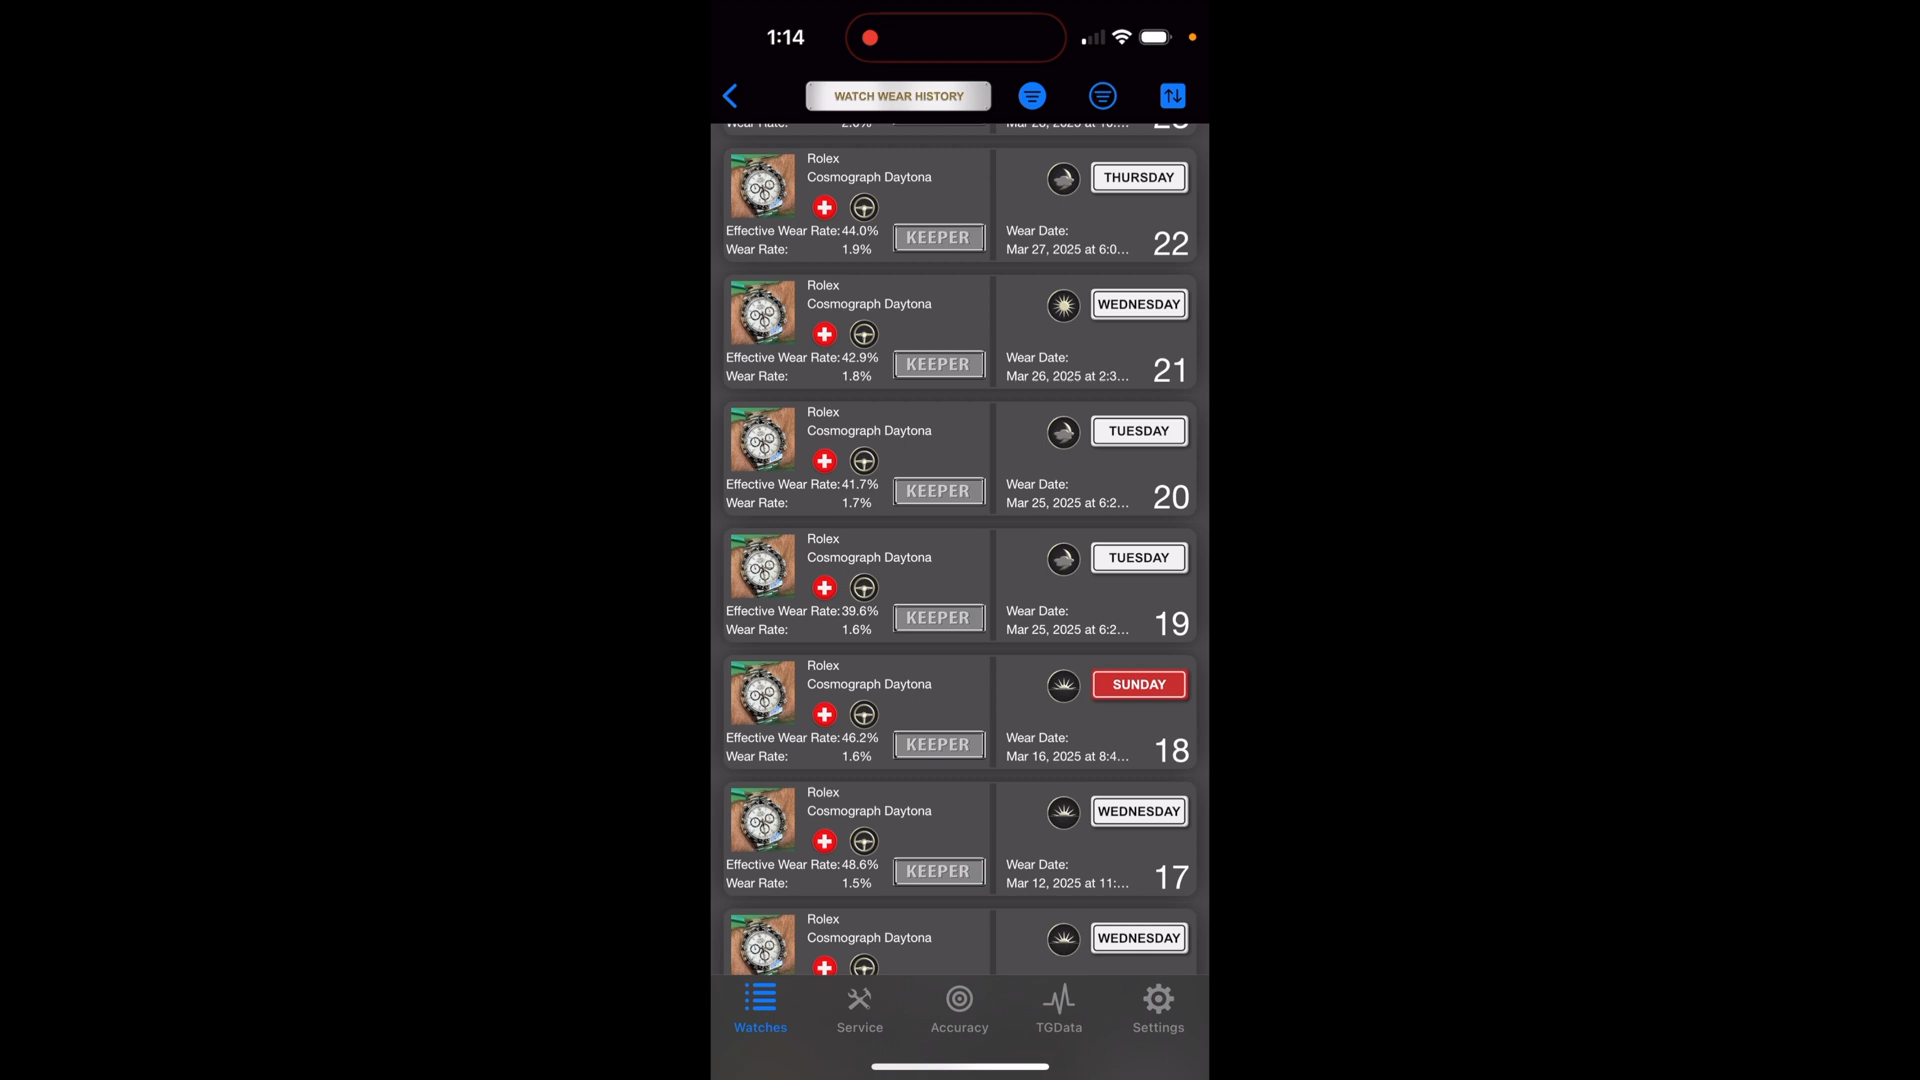 1:14
WATCH WEAR HISTORY
Wear Rate: 2.0%
Rolex
Cosmograph Daytona
THURSDAY
Effective Wear Rate: 44.0%
Wear Rate: 1.9%
KEEPER
Wear Date:
Mar 27, 2025 at 6:0...
22
Rolex
Cosmograph Daytona
WEDNESDAY
Effective Wear Rate: 42.9%
Wear Rate: 1.8%
KEEPER
Wear Date:
Mar 26, 2025 at 2:3...
21
Rolex
Cosmograph Daytona
TUESDAY
Effective Wear Rate: 41.7%
Wear Rate: 1.7%
KEEPER
Wear Date:
Mar 25, 2025 at 6:2...
20
Rolex
Cosmograph Daytona
TUESDAY
Effective Wear Rate: 39.6%
Wear Rate: 1.6%
KEEPER
Wear Date:
Mar 25, 2025 at 6:2...
19
Rolex
Cosmograph Daytona
SUNDAY
Effective Wear Rate: 46.2%
Wear Rate: 1.6%
KEEPER
Wear Date:
Mar 16, 2025 at 8:4...
18
Rolex
Cosmograph Daytona
WEDNESDAY
Effective Wear Rate: 48.6%
Wear Rate: 1.5%
KEEPER
Wear Date:
Mar 12, 2025 at 11:...
17
Rolex
Cosmograph Daytona
WEDNESDAY
Watches
Service
Accuracy
TGData
Settings